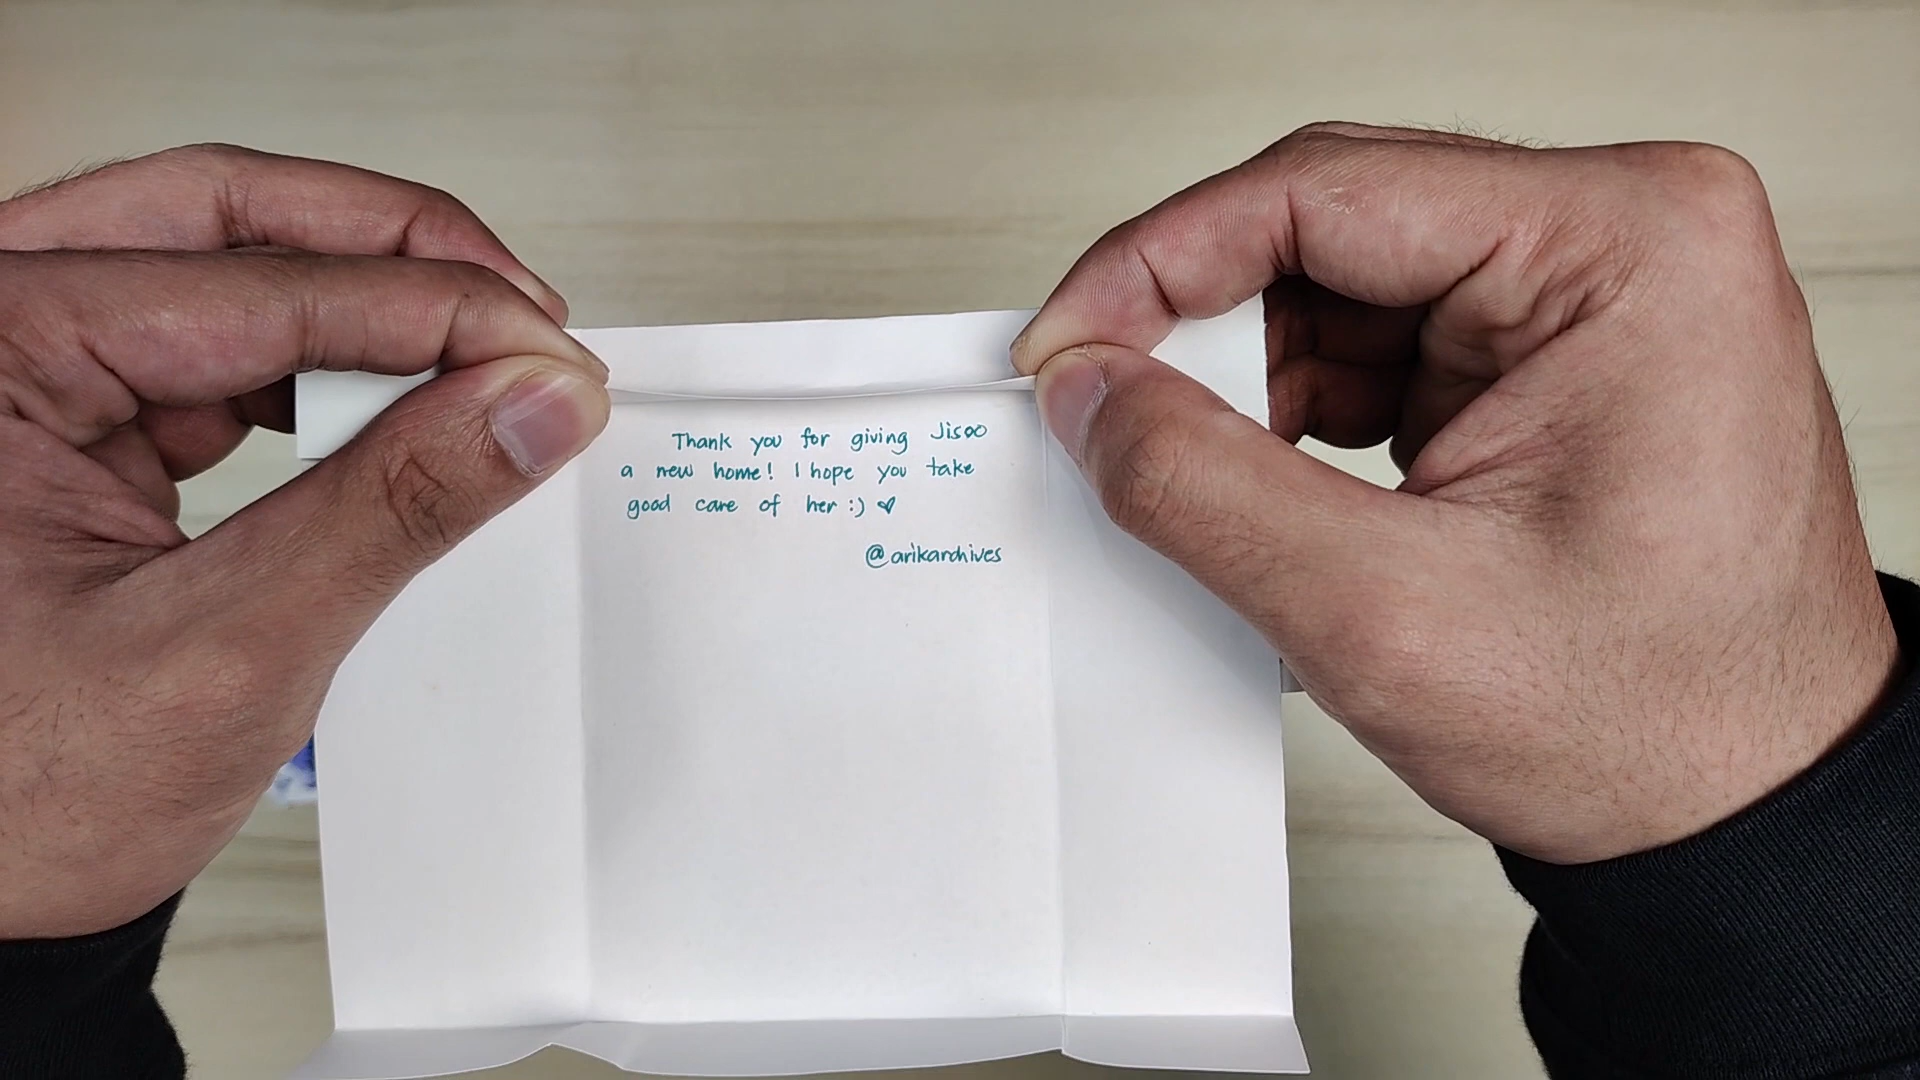 Thank you for giving Jisoo
a new home! I hope you take
good care of her :) ♥
@arikarchives